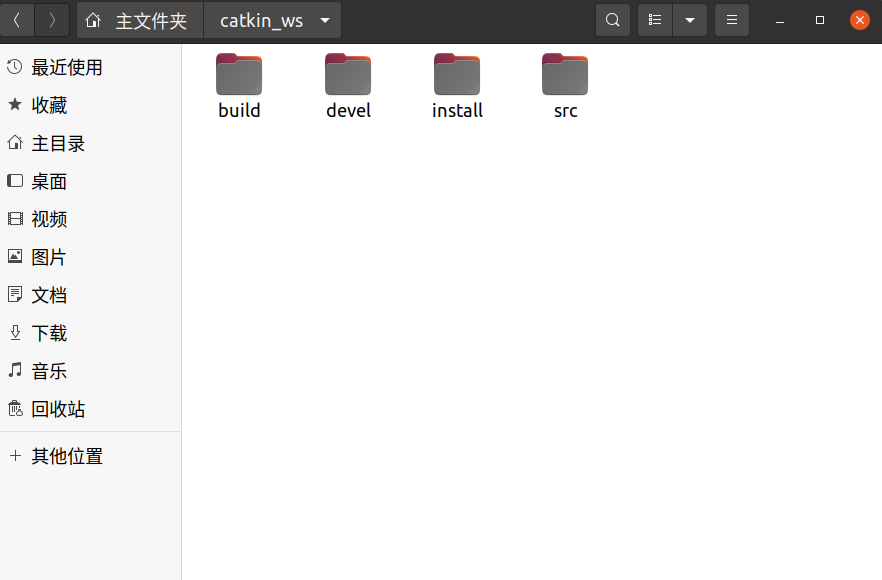 主文件夹 catkin_ws
最近使用
收藏
主目录
桌面
视频
图片
文档
下载
音乐
回收站
其他位置
build devel install src